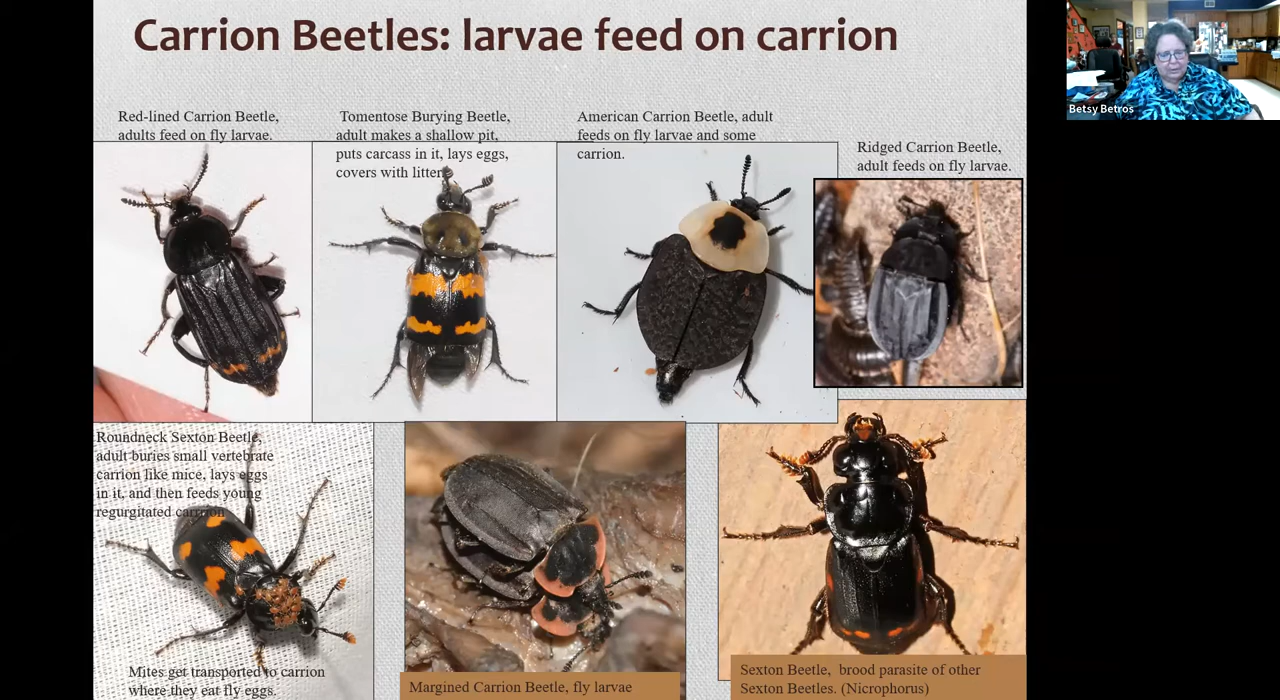 Carrion Beetles: larvae feed on carrion
Betsy Betros
Red-lined Carrion Beetle,
adults feed on fly larvae.
Tomentose Burying Beetle,
adult makes a shallow pit,
puts carcass in it, lays eggs,
covers with litter.
American Carrion Beetle, adult
feeds on fly larvae and some
carrion.
Ridged Carrion Beetle,
adult feeds on fly larvae.
Roundneck Sexton Beetle,
adult buries small vertebrate
carrion like mice, lays eggs
in it, and then feeds young
regurgitated carrion
Mites get transported to carrion
where they eat fly eggs.
Margined Carrion Beetle, fly larvae
Sexton Beetle, brood parasite of other
Sexton Beetles. (Nicrophorus)